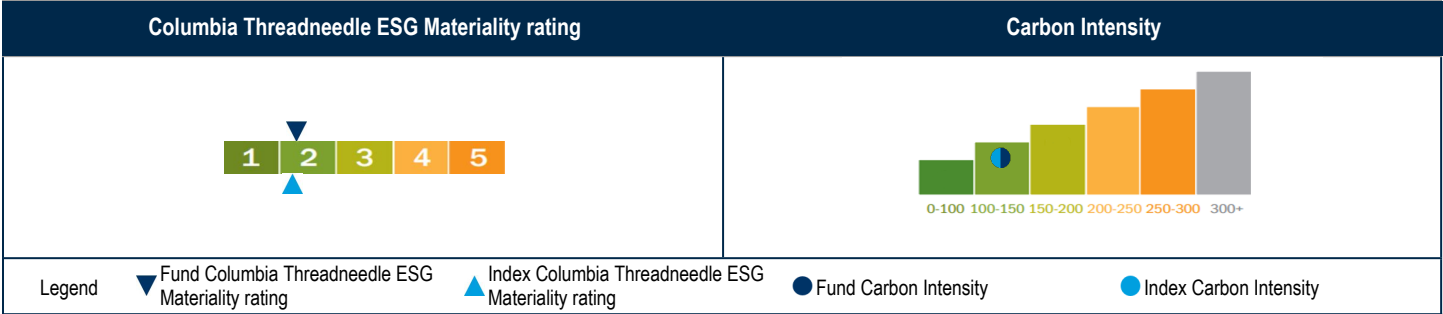 Columbia Threadneedle ESG Materiality rating
Carbon Intensity
1 2 3 4 5
0-100 100-150 150-200 200-250 250-300 300+
Legend
Fund Columbia Threadneedle ESG
Materiality rating
Index Columbia Threadneedle ESG
Materiality rating
Fund Carbon Intensity
Index Carbon Intensity